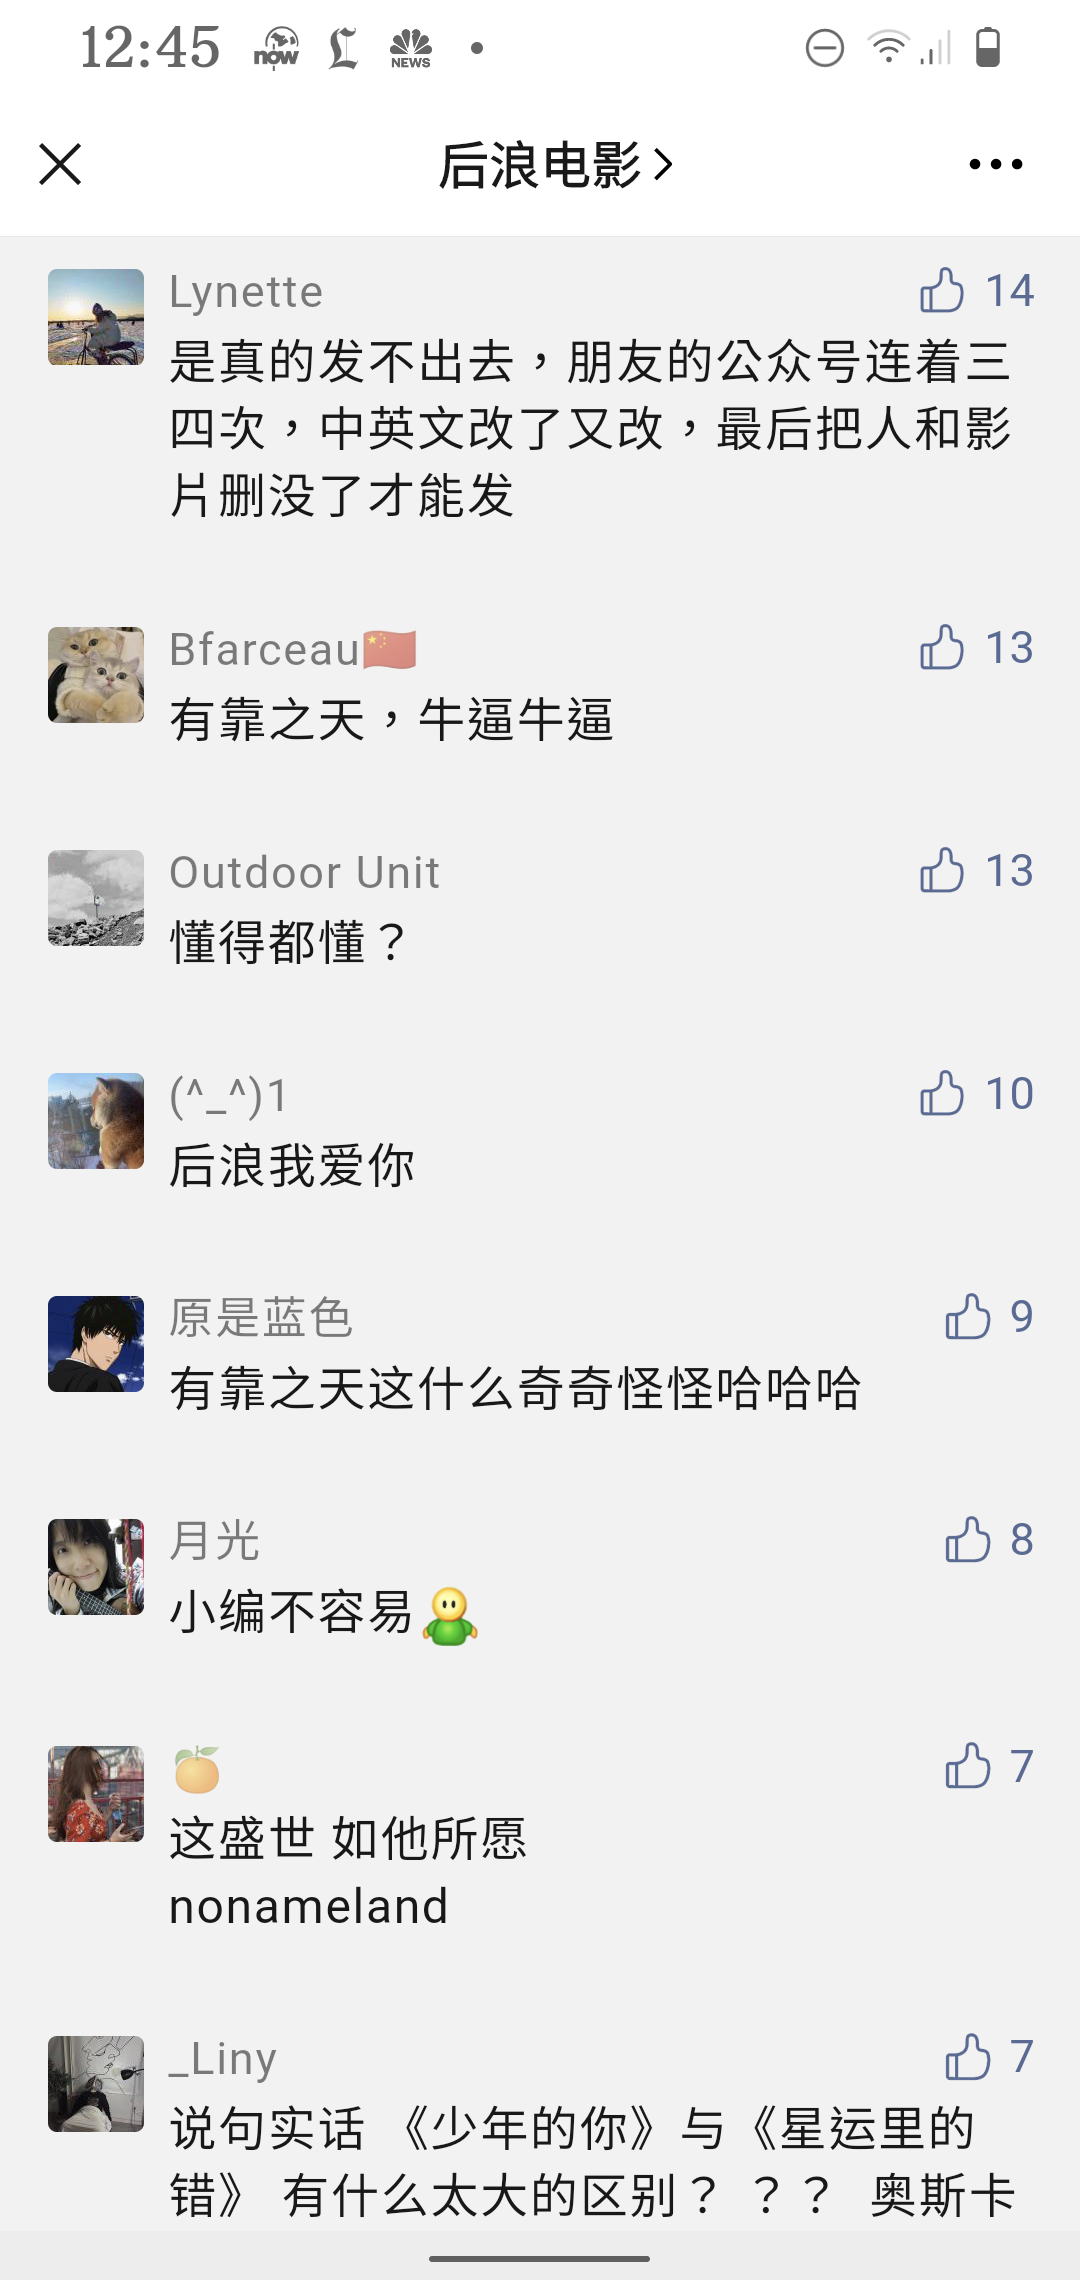 12:45
now
L
NEWS
后浪电影
Lynette
14
是真的发不出去，朋友的公众号连着三
四次，中英文改了又改，最后把人和影
片删没了才能发
Bfarceau🇨🇳
13
有靠之天，牛逼牛逼
Outdoor Unit
13
懂得都懂？
(^_^)1
10
后浪我爱你
原是蓝色
9
有靠之天这什么奇奇怪怪哈哈哈
月光
8
小编不容易
🍊
7
这盛世 如他所愿
nonameland
_Liny
7
说句实话 《少年的你》与《星运里的
错》 有什么太大的区别？ ？？ 奥斯卡